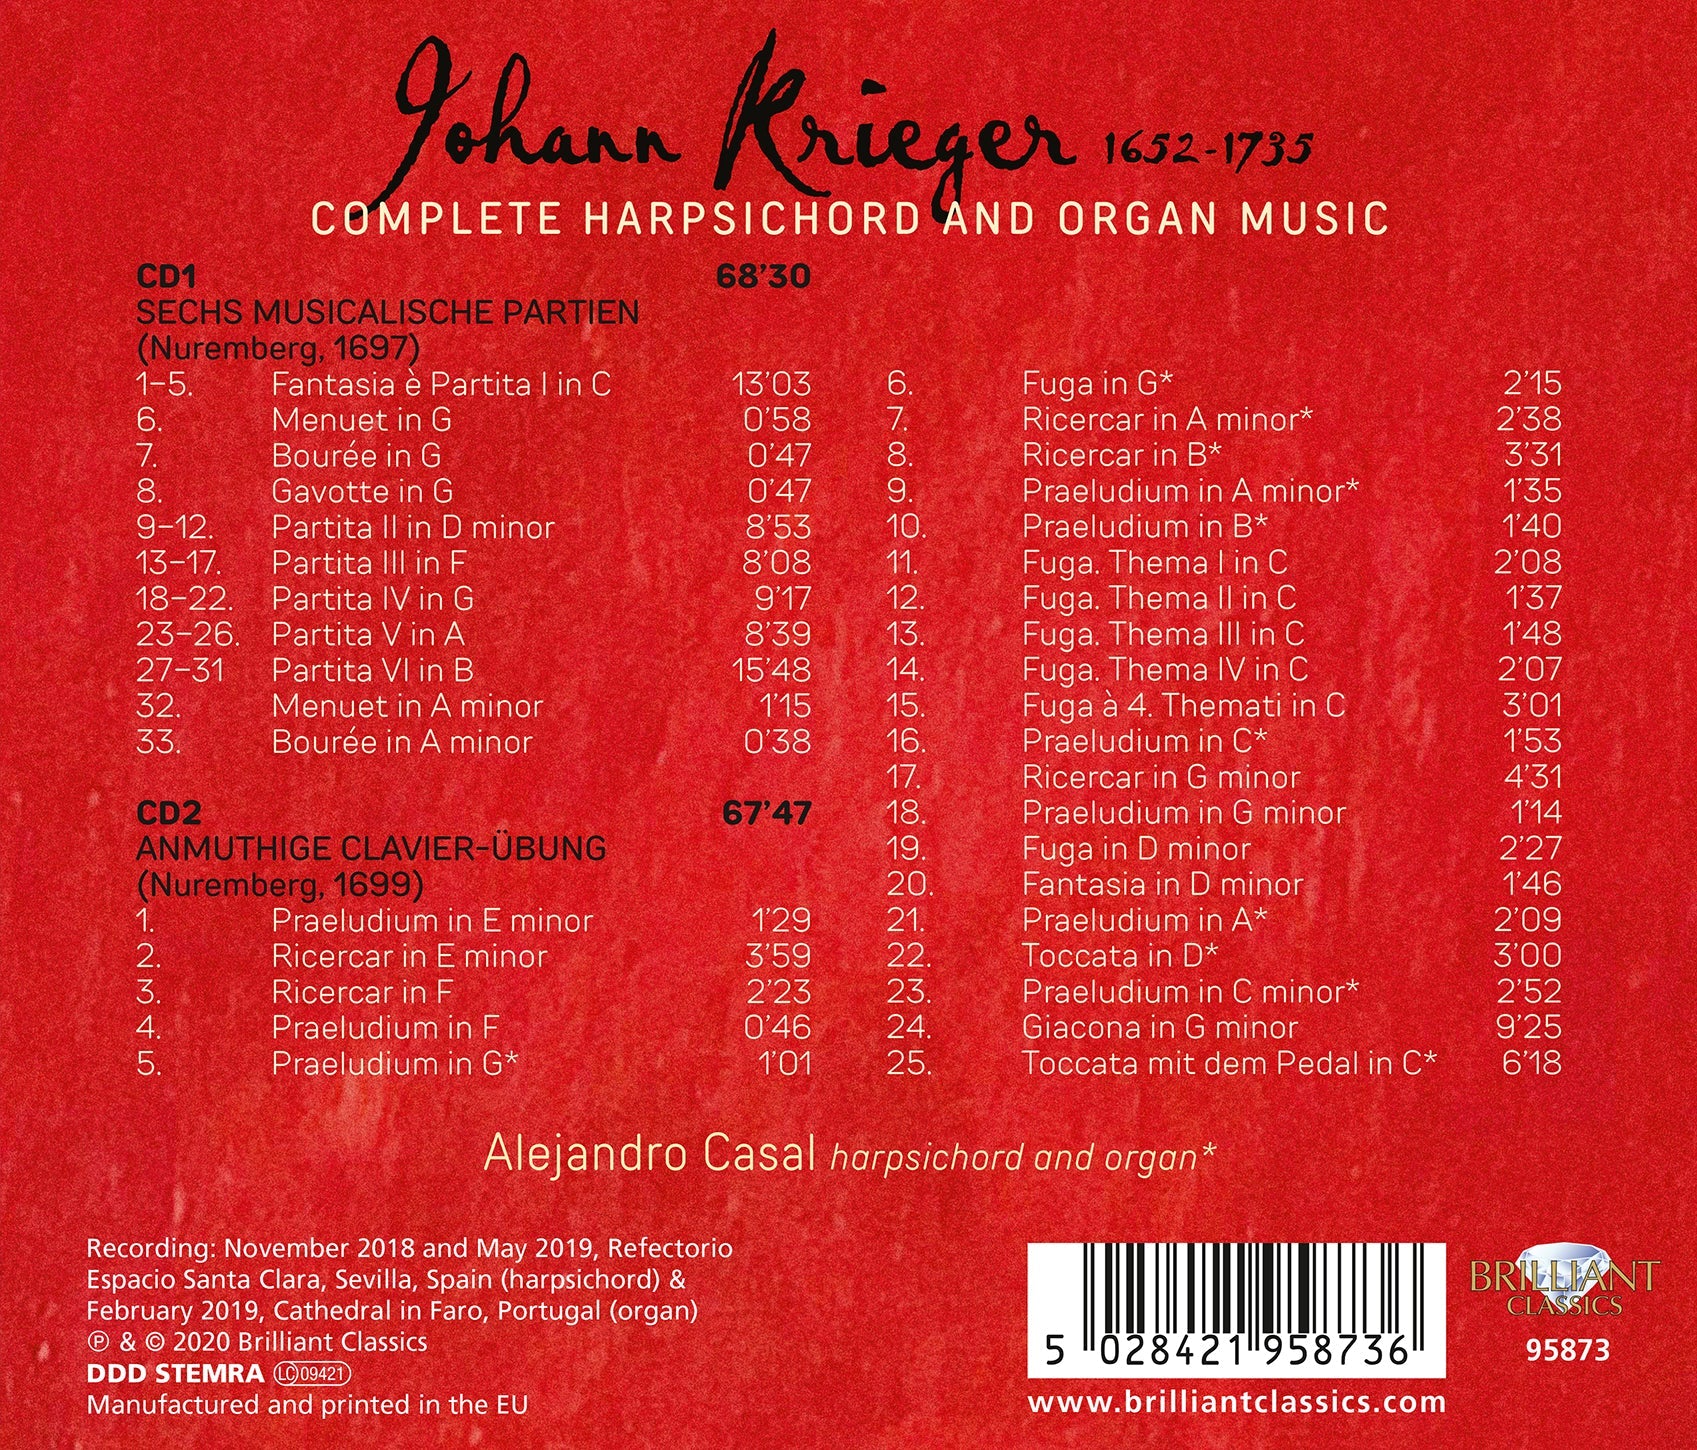 Johann Krieger 1652-1735
COMPLETE HARPSICHORD AND ORGAN MUSIC
CD1 68’30
SECHS MUSICALISCHE PARTIEN
(Nuremberg, 1697)
1–5. Fantasia è Partita I in C 13’03
6. Menuet in G 0’58
7. Bourée in G 0’47
8. Gavotte in G 0’47
9–12. Partita II in D minor 8’53
13–17. Partita III in F 8’08
18–22. Partita IV in G 9’17
23–26. Partita V in A 8’39
27–31 Partita VI in B 15’48
32. Menuet in A minor 1’15
33. Bourée in A minor 0’38
CD2 67’47
ANMUTHIGE CLAVIER-ÜBUNG
(Nuremberg, 1699)
1. Praeludium in E minor 1’29
2. Ricercar in E minor 3’59
3. Ricercar in F 2’23
4. Praeludium in F 0’46
5. Praeludium in G* 1’01
6. Fuga in G* 2’15
7. Ricercar in A minor* 2’38
8. Ricercar in B* 3’31
9. Praeludium in A minor* 1’35
10. Praeludium in B* 1’40
11. Fuga. Thema I in C 2’08
12. Fuga. Thema II in C 1’37
13. Fuga. Thema III in C 1’48
14. Fuga. Thema IV in C 2’07
15. Fuga à 4. Themati in C 3’01
16. Praeludium in C* 1’53
17. Ricercar in G minor 4’31
18. Praeludium in G minor 1’14
19. Fuga in D minor 2’27
20. Fantasia in D minor 1’46
21. Praeludium in A* 2’09
22. Toccata in D* 3’00
23. Praeludium in C minor* 2’52
24. Giacona in G minor 9’25
25. Toccata mit dem Pedal in C* 6’18
Alejandro Casal harpsichord and organ*
Recording: November 2018 and May 2019, Refectorio
Espacio Santa Clara, Sevilla, Spain (harpsichord) &
February 2019, Cathedral in Faro, Portugal (organ)
℗ & © 2020 Brilliant Classics
DDD STEMRA LC 09421
Manufactured and printed in the EU
5 028421 958736
www.brilliantclassics.com
BRILLIANT
CLASSICS
95873